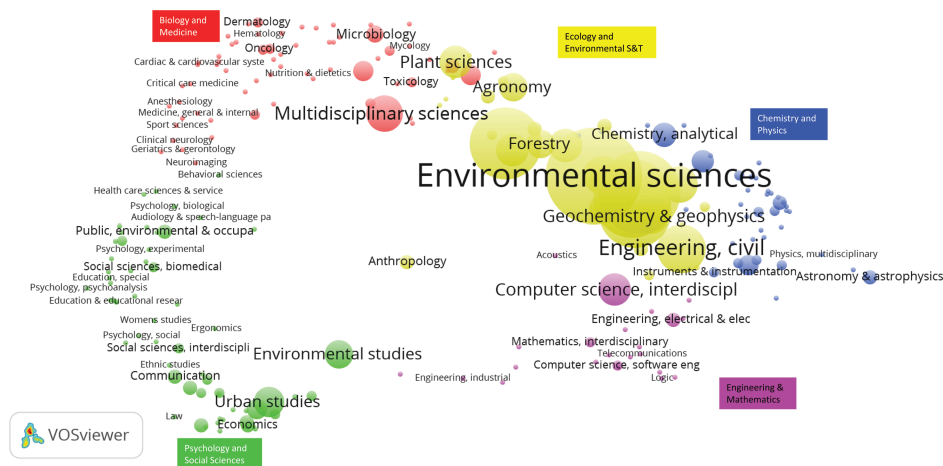 Biology and
Medicine
Dermatology
Hematology
Oncology
Microbiology
Mycology
Ecology and
Environmental S&T
Cardiac & cardiovascular syste
Nutrition & dietetics
Plant sciences
Critical care medicine
Toxicology
Agronomy
Anesthesiology
Medicine, general & internal
Multidisciplinary sciences
Sport sciences
Chemistry and
Physics
Clinical neurology
Geriatrics & gerontology
Forestry
Chemistry, analytical
Neuroimaging
Behavioral sciences
Environmental sciences
Health care sciences & service
Psychology, biological
Audiology & speech-language pa
Geochemistry & geophysics
Public, environmental & occupa
Psychology, experimental
Engineering, civil
Acoustics
Physics, multidisciplinary
Anthropology
Social sciences, biomedical
Instruments & instrumentation
Education, special
Astronomy & astrophysics
Psychology, psychoanalysis
Computer science, interdiscipl
Education & educational resear
Womens studies
Ergonomics
Engineering, electrical & elec
Psychology, social
Mathematics, interdisciplinary
Social sciences, interdiscipli
Environmental studies
Telecommunications
Ethnic studies
Computer science, software eng
Communication
Engineering, industrial
Logic
Engineering &
Mathematics
Urban studies
Law
Economics
VOSviewer
Psychology and
Social Sciences